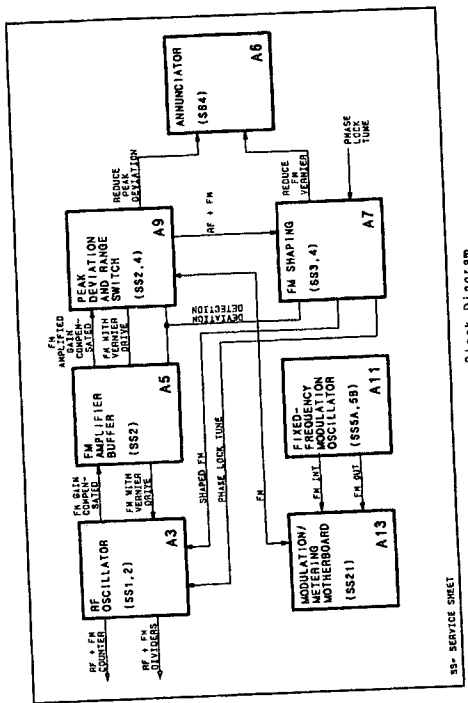 RF + FM
COUNTER
RF + FM
DIVIDERS
RF
OSCILLATOR
(SS1,2)
A3
FM GAIN
COMPEN-
SATED
FM WITH
VERNIER
DRIVE
FM
AMPLIFIER
BUFFER
(SS2)
A5
FM
AMPLIFIED
GAIN
COMPEN-
SATED
FM WITH
VERNIER
DRIVE
PEAK
DEVIATION
AND RANGE
SWITCH
(SS2,4)
A9
REDUCE
PEAK
DEVIATION
ANNUNCIATOR
(SS4)
A6
SHAPED FM
PHASE LOCK TUNE
DEVIATION
DETECTION
RF + FM
REDUCE
FM
VERNIER
FM
FM SHAPING
(SS3,4)
A7
PHASE
LOCK
TUNE
MODULATION/
METERING
MOTHERBOARD
(SS21)
A13
FM INT
FM OUT
FIXED-
FREQUENCY
MODULATION
OSCILLATOR
(SS5A,5B)
A11
SS= SERVICE SHEET
Diagram